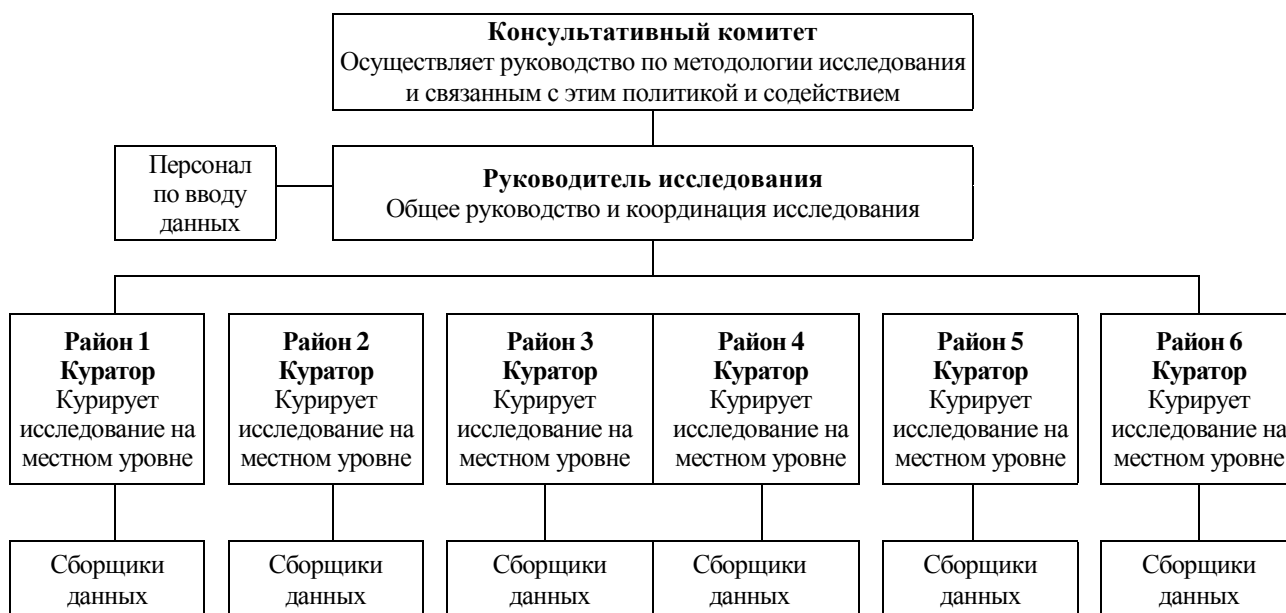 Консультативный комитет
Осуществляет руководство по методологии исследования
и связанным с этим политикой и содействием
Персонал
по вводу
данных
Руководитель исследования
Общее руководство и координация исследования
Район 1
Куратор
Курирует
исследование на
местном уровне
Район 2
Куратор
Курирует
исследование на
местном уровне
Район 3
Куратор
Курирует
исследование на
местном уровне
Район 4
Куратор
Курирует
исследование на
местном уровне
Район 5
Куратор
Курирует
исследование на
местном уровне
Район 6
Куратор
Курирует
исследование на
местном уровне
Сборщики
данных
Сборщики
данных
Сборщики
данных
Сборщики
данных
Сборщики
данных
Сборщики
данных